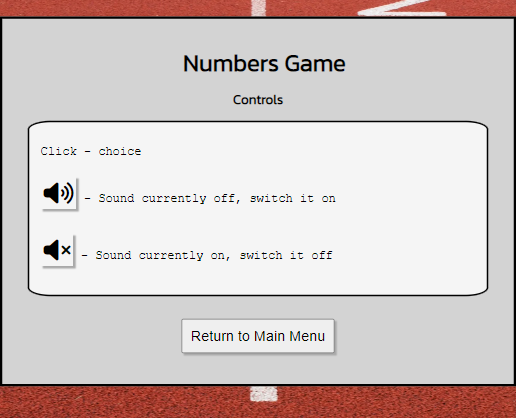 Numbers Game
Controls
Click - choice
- Sound currently off, switch it on
- Sound currently on, switch it off
Return to Main Menu